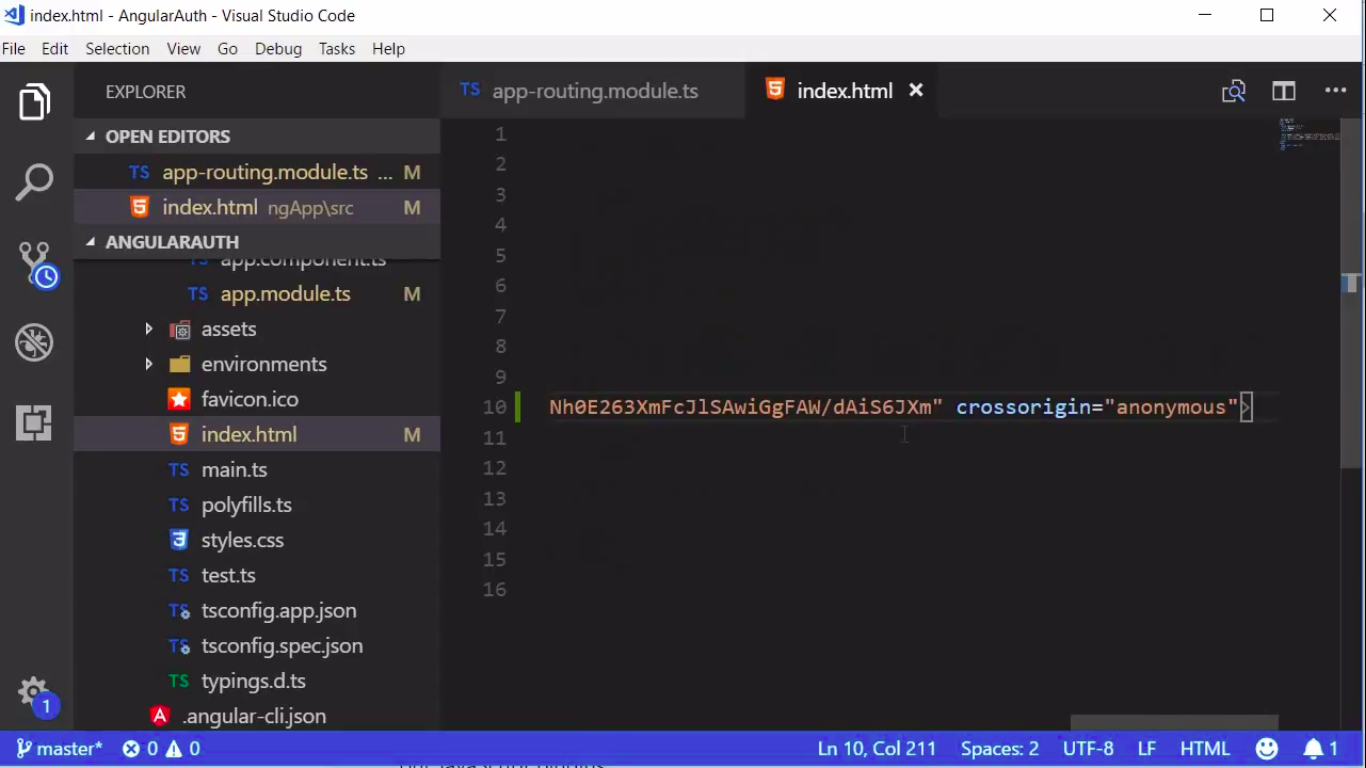 index.html - AngularAuth - Visual Studio Code
File Edit Selection View Go Debug Tasks Help
EXPLORER
TS app-routing.module.ts
index.html
OPEN EDITORS
TS app-routing.module.ts ... M
index.html ngApp\src M
ANGULARAUTH
TS app.component.ts
TS app.module.ts M
assets
environments
favicon.ico
index.html M
TS main.ts
TS polyfills.ts
styles.css
TS test.ts
TS tsconfig.app.json
TS tsconfig.spec.json
TS typings.d.ts
.angular-cli.json
1
2
3
4
5
6
7
8
9
10 Nh0E263XmFcJlSAwiGgFAW/dAiS6JXm" crossorigin="anonymous">
11
12
13
14
15
16
1
master* 0 0 Ln 10, Col 211 Spaces: 2 UTF-8 LF HTML 1